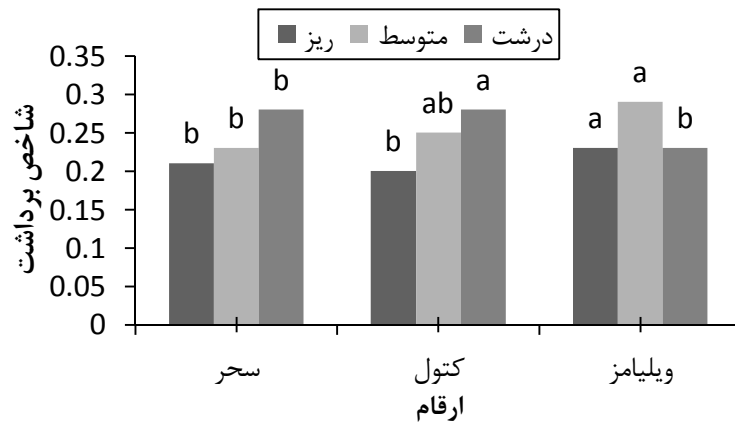 ریز متوسط درشت
شاخص برداشت
0.35
0.3
0.25
0.2
0.15
0.1
0.05
0
b b b
b ab a
a a b
سحر کتول ویلیامز
ارقام